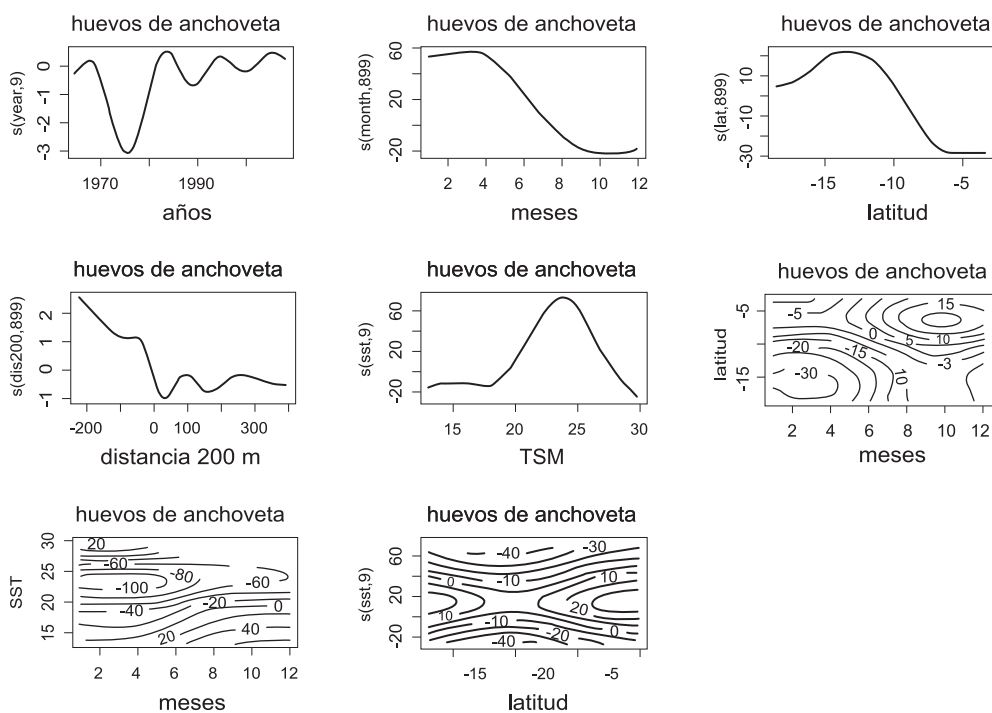 huevos de anchoveta
s(year,9)
0
-1
-2
-3
1970 1990
años
huevos de anchoveta
s(month,899)
60
20
-20
2 4 6 8 10 12
meses
huevos de anchoveta
s(lat,899)
10
-10
-30
-15 -10 -5
latitud
huevos de anchoveta
s(dis200,899)
2
1
0
-1
-200 0 100 300
distancia 200 m
huevos de anchoveta
s(sst,9)
60
20
-20
15 20 25 30
TSM
huevos de anchoveta
latitud
-5
-15
-5 0 5 15
10
-20 -15 -3
-30 10
2 4 6 8 10 12
meses
huevos de anchoveta
SST
30
25
20
15
20
-60 -80 -60
-100
-40 -20 0
20 40
2 4 6 8 10 12
meses
huevos de anchoveta
s(sst,9)
60
40
20
0
-20
-40 -30
0 -10 10
10 20
-10 -20 0
-40
-15 -20 -5
latitud